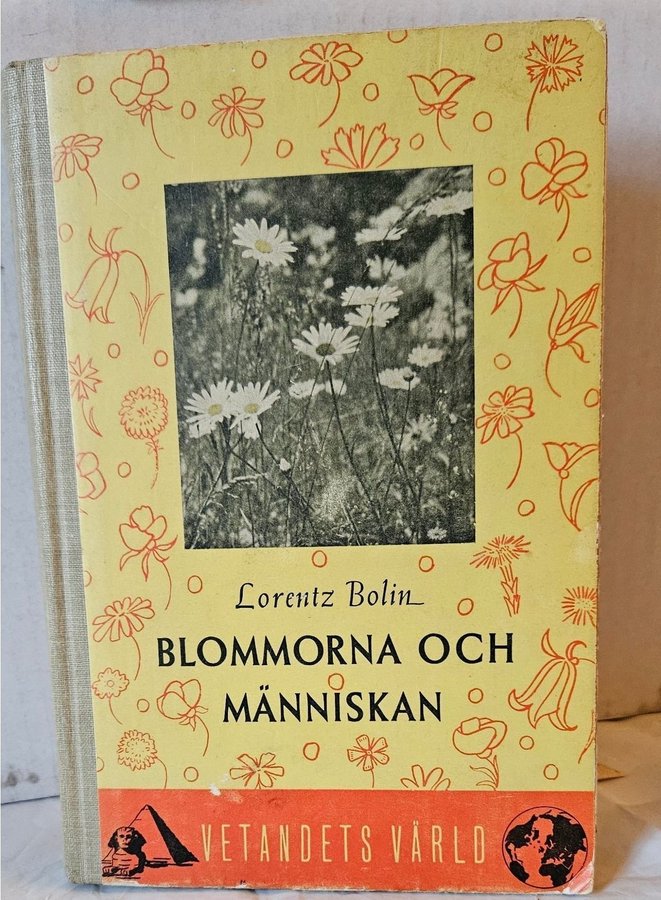 Lorentz Bolin
BLOMMORNA OCH
MÄNNISKAN
VETANDETS VÄRLD